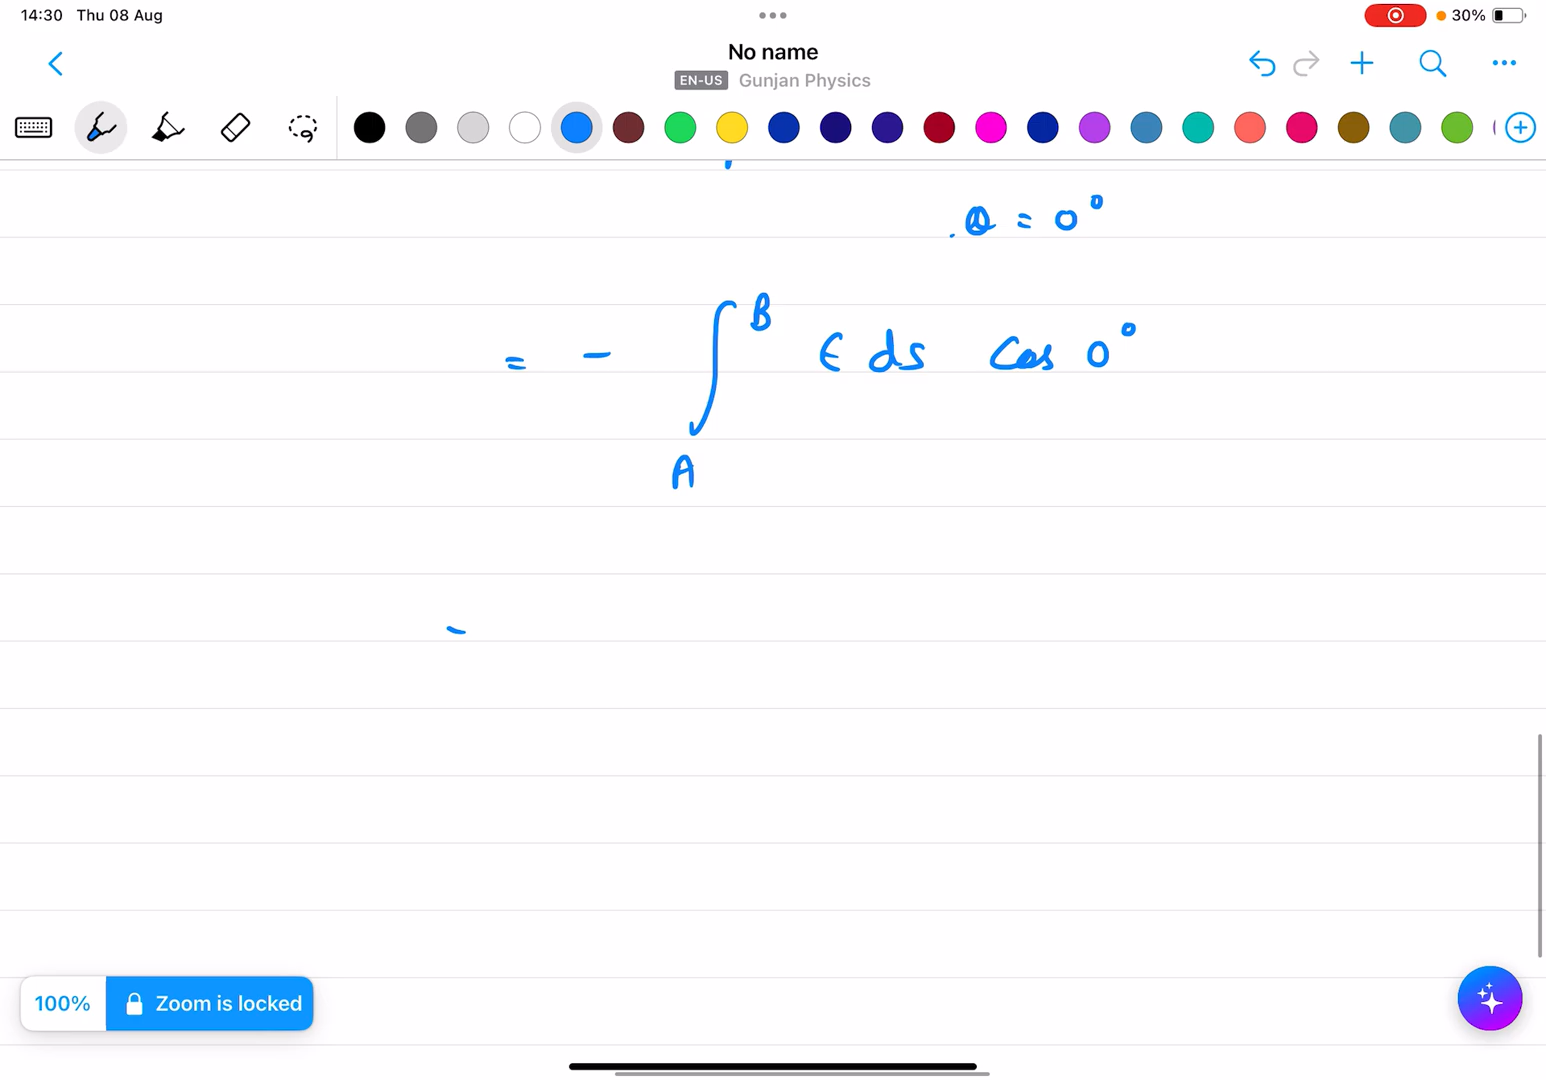 14:30 Thu 08 Aug
30%
No name
EN-US Gunjan Physics
θ = 0°
= - ∫ B E ds Cos 0°
A
-
100% Zoom is locked